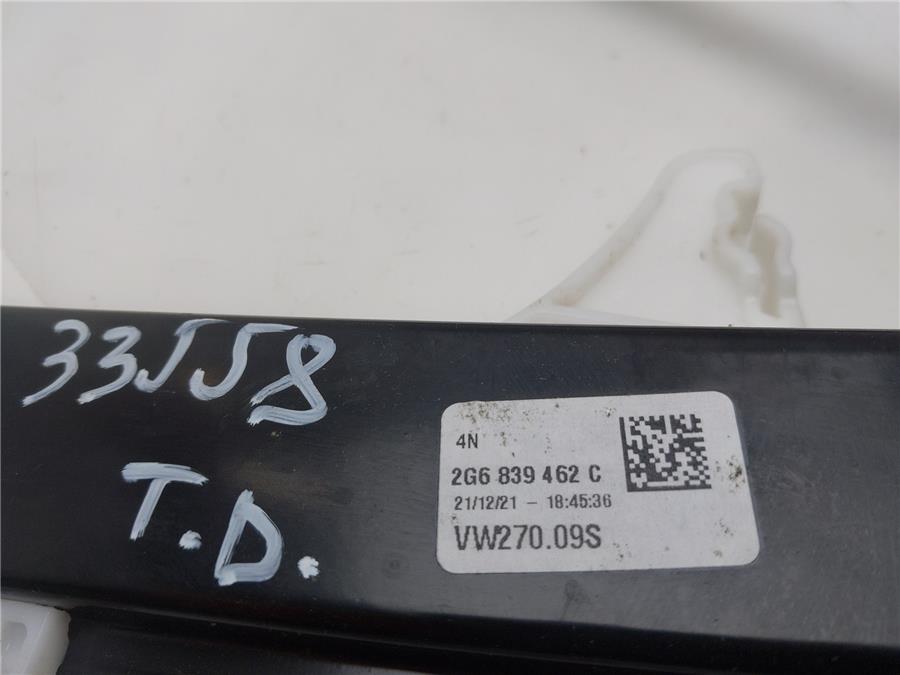 33558
T.D.
4N
2G6 839 462 C
21/12/21 - 18:45:36
VW270.09S